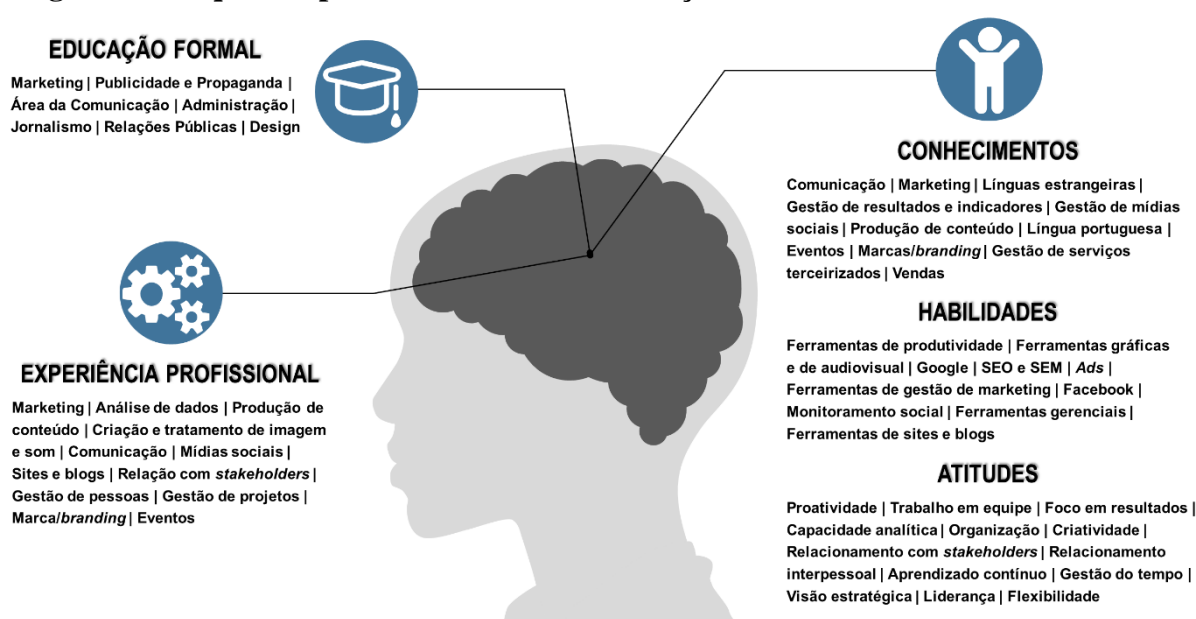 EDUCAÇÃO FORMAL
Marketing | Publicidade e Propaganda |
Área da Comunicação | Administração |
Jornalismo | Relações Públicas | Design
EXPERIÊNCIA PROFISSIONAL
Marketing | Análise de dados | Produção de
conteúdo | Criação e tratamento de imagem
e som | Comunicação | Mídias sociais |
Sites e blogs | Relação com stakeholders |
Gestão de pessoas | Gestão de projetos |
Marca/branding | Eventos
CONHECIMENTOS
Comunicação | Marketing | Línguas estrangeiras |
Gestão de resultados e indicadores | Gestão de mídias
sociais | Produção de conteúdo | Língua portuguesa |
Eventos | Marcas/branding | Gestão de serviços
terceirizados | Vendas
HABILIDADES
Ferramentas de produtividade | Ferramentas gráficas
e de audiovisual | Google | SEO e SEM | Ads |
Ferramentas de gestão de marketing | Facebook |
Monitoramento social | Ferramentas gerenciais |
Ferramentas de sites e blogs
ATITUDES
Proatividade | Trabalho em equipe | Foco em resultados |
Capacidade analítica | Organização | Criatividade |
Relacionamento com stakeholders | Relacionamento
interpessoal | Aprendizado contínuo | Gestão do tempo |
Visão estratégica | Liderança | Flexibilidade